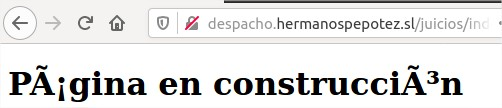 despacho.hermanospepotez.sl/juicios/ind
PÃ¡gina en construcciÃ³n